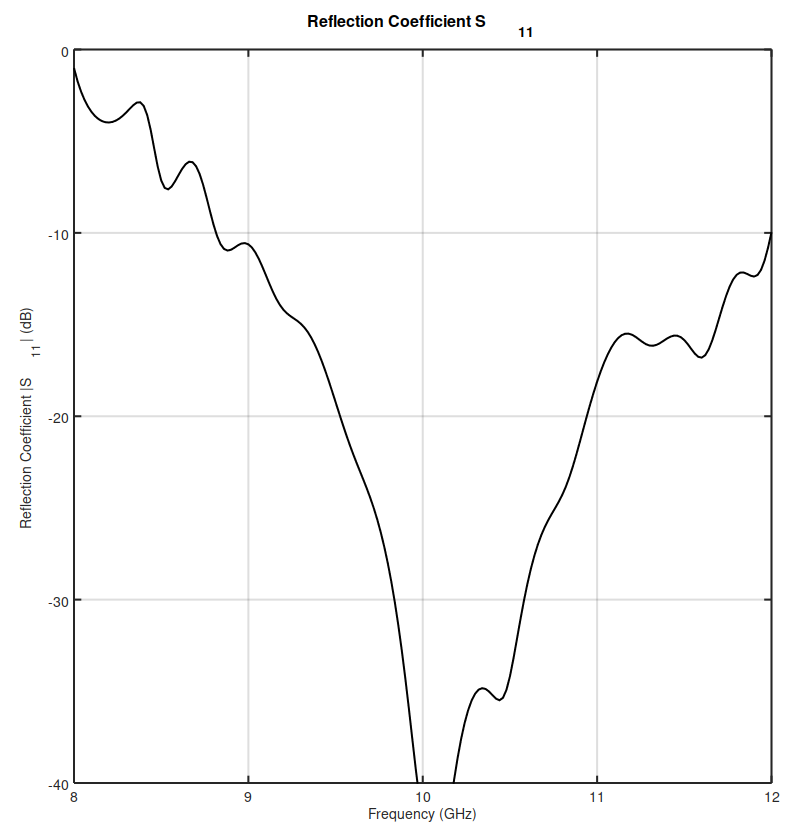 Reflection Coefficient S
11
0
-10
-20
-30
-40
Reflection Coefficient |S
11
| (dB)
8 9 10 11 12
Frequency (GHz)